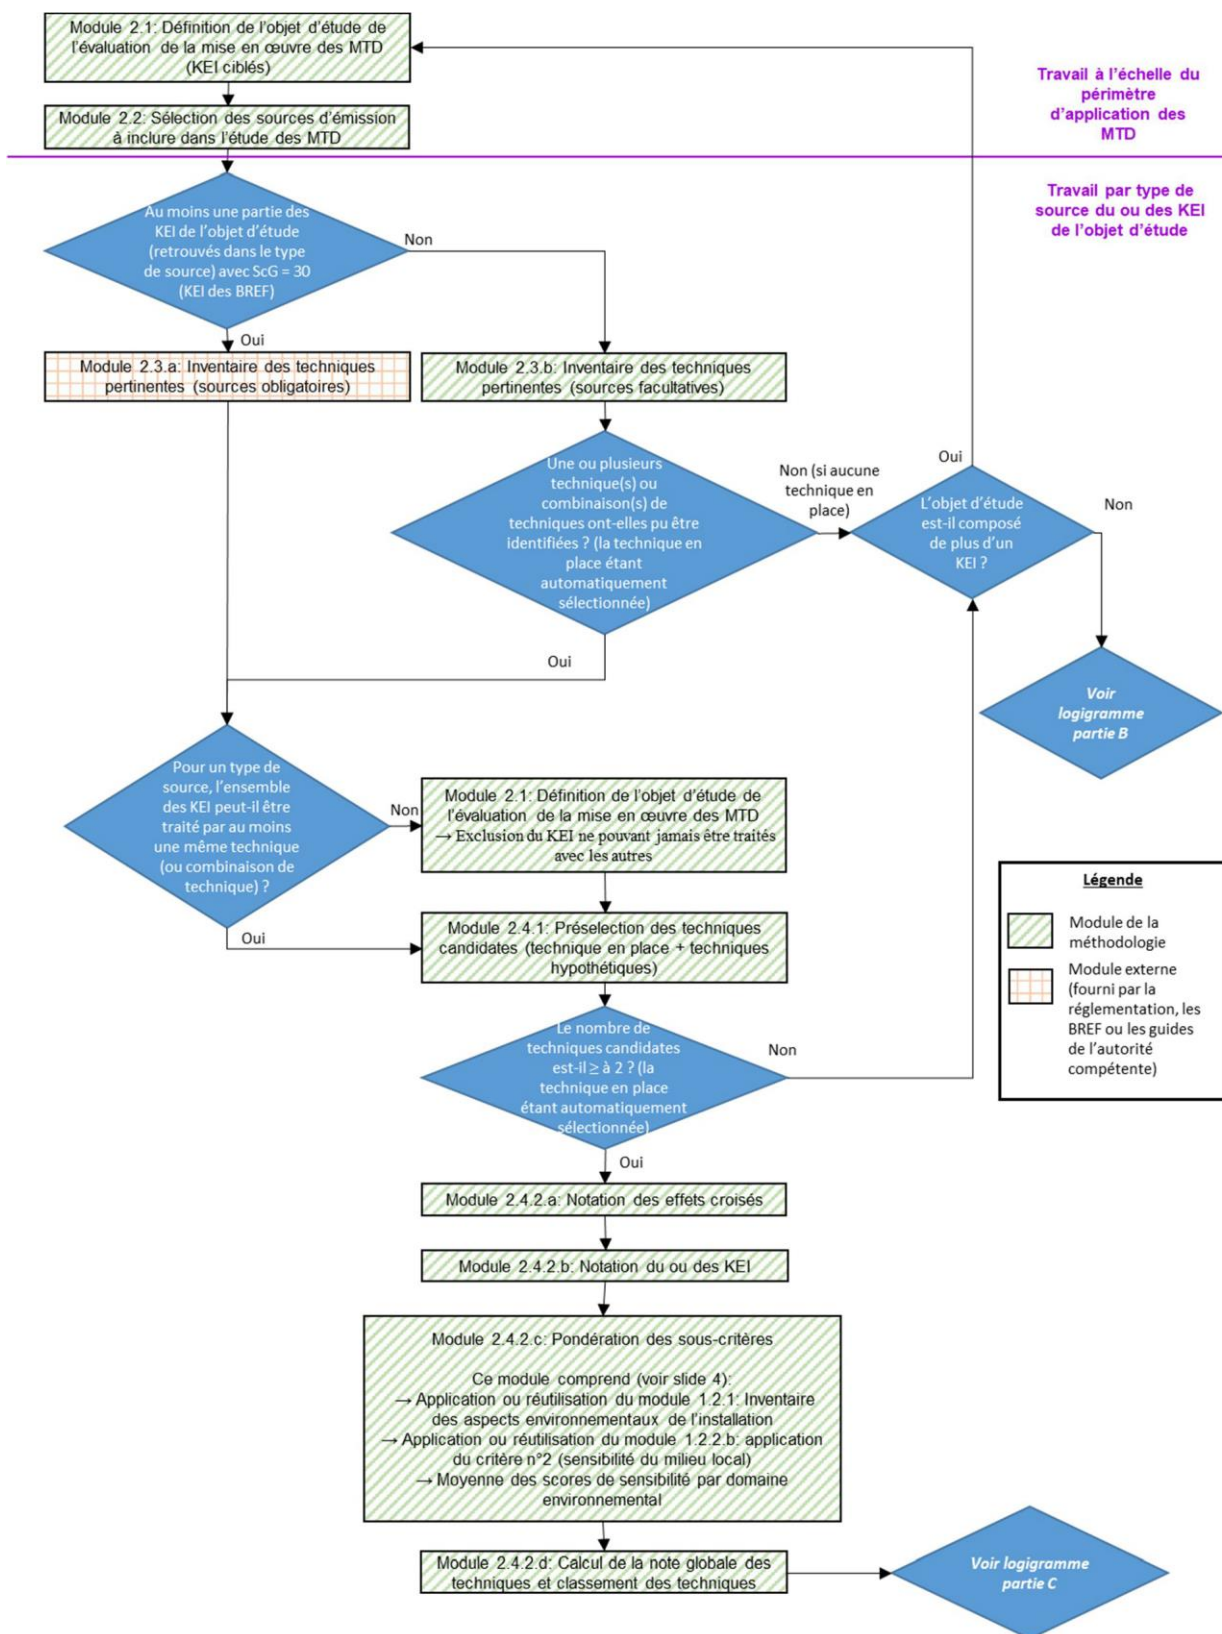 Module 2.1: Définition de l'objet d'étude de
l'évaluation de la mise en œuvre des MTD
(KEI ciblés)
Travail à l'échelle du
périmètre
d'application des
MTD
Module 2.2: Sélection des sources d'émission
à inclure dans l'étude des MTD
Travail par type de
source du ou des KEI
de l'objet d'étude
Au moins une partie des
KEI de l'objet d'étude
(retrouvés dans le type
de source) avec ScG = 30
(KEI des BREF)
Non
Oui
Module 2.3.a: Inventaire des techniques
pertinentes (sources obligatoires)
Module 2.3.b: Inventaire des techniques
pertinentes (sources facultatives)
Une ou plusieurs
technique(s) ou
combinaison(s) de
techniques ont-elles pu être
identifiées ? (la technique en
place étant
automatiquement
sélectionnée)
Non (si aucune
technique en
place)
Oui
L'objet d'étude
est-il composé
de plus d'un
KEI ?
Non
Oui
Voir
logigramme
partie B
Pour un type de
source, l'ensemble
des KEI peut-il être
traité par au moins
une même technique
(ou combinaison de
technique) ?
Non
Module 2.1: Définition de l'objet d'étude de
l'évaluation de la mise en œuvre des MTD
→ Exclusion du KEI ne pouvant jamais être traités
avec les autres
Oui
Module 2.4.1: Préselection des techniques
candidates (technique en place + techniques
hypothétiques)
Légende
Module de la
méthodologie
Module externe
(fourni par la
réglementation, les
BREF ou les guides
de l'autorité
compétente)
Le nombre de
techniques candidates
est-il ≥ à 2 ? (la
technique en place
étant automatiquement
sélectionnée)
Non
Oui
Module 2.4.2.a: Notation des effets croisés
Module 2.4.2.b: Notation du ou des KEI
Module 2.4.2.c: Pondération des sous-critères
Ce module comprend (voir slide 4):
→ Application ou réutilisation du module 1.2.1: Inventaire
des aspects environnementaux de l'installation
→ Application ou réutilisation du module 1.2.2.b: application
du critère n°2 (sensibilité du milieu local)
→ Moyenne des scores de sensibilité par domaine
environnemental
Module 2.4.2.d: Calcul de la note globale des
techniques et classement des techniques
Voir logigramme
partie C